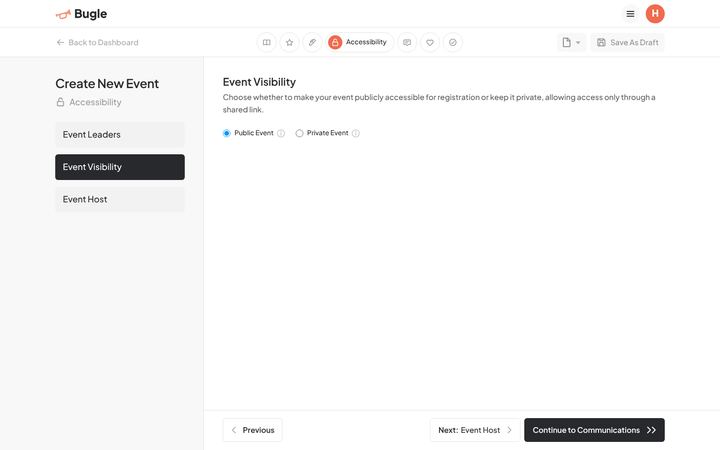 Bugle
H
Back to Dashboard
Accessibility
Save As Draft
Create New Event
Accessibility
Event Leaders
Event Visibility
Event Host
Event Visibility
Choose whether to make your event publicly accessible for registration or keep it private, allowing access only through a
shared link.
Public Event
Private Event
Previous
Next: Event Host
Continue to Communications